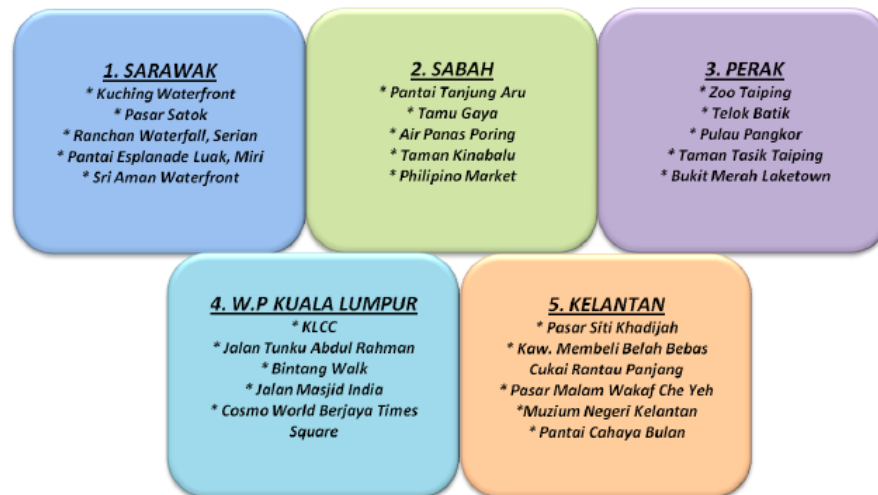 1. SARAWAK
* Kuching Waterfront
* Pasar Satok
* Ranchan Waterfall, Serian
* Pantai Esplanade Luak, Miri
* Sri Aman Waterfront
2. SABAH
* Pantai Tanjung Aru
* Tamu Gaya
* Air Panas Poring
* Taman Kinabalu
* Philipino Market
3. PERAK
* Zoo Taiping
* Telok Batik
* Pulau Pangkor
* Taman Tasik Taiping
* Bukit Merah Laketown
4. W.P KUALA LUMPUR
* KLCC
* Jalan Tunku Abdul Rahman
* Bintang Walk
* Jalan Masjid India
* Cosmo World Berjaya Times
Square
5. KELANTAN
* Pasar Siti Khadijah
* Kaw. Membeli Belah Bebas
Cukai Rantau Panjang
* Pasar Malam Wakaf Che Yeh
*Muzium Negeri Kelantan
* Pantai Cahaya Bulan